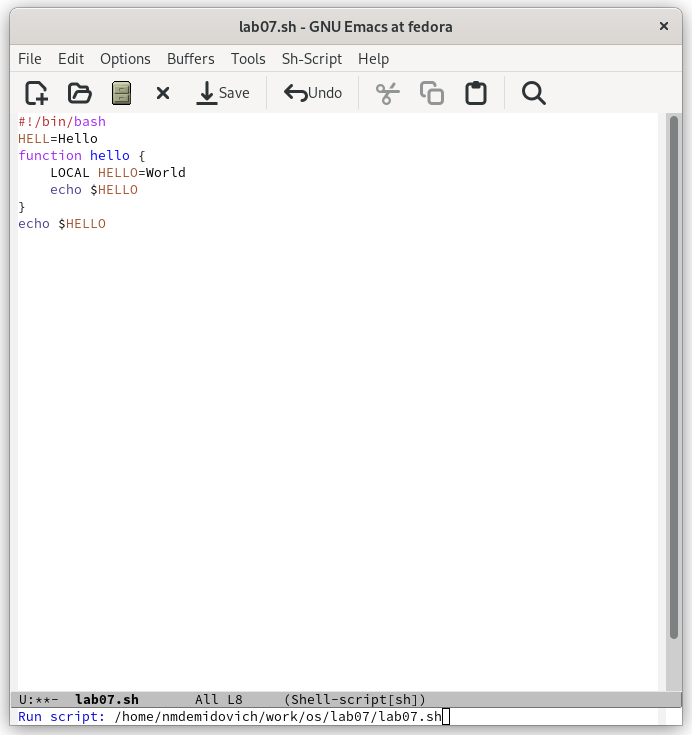 lab07.sh - GNU Emacs at fedora ×
File Edit Options Buffers Tools Sh-Script Help
Save Undo
#!/bin/bash
HELL=Hello
function hello {
    LOCAL HELLO=World
    echo $HELLO
}
echo $HELLO
U:**-  lab07.sh       All L8     (Shell-script[sh])
Run script: /home/nmdemidovich/work/os/lab07/lab07.sh